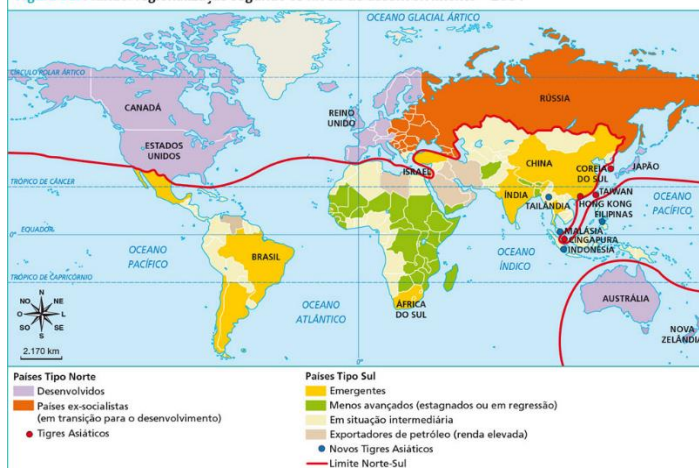 OCEANO GLACIAL ÁRTICO
CÍRCULO POLAR ÁRTICO
CANADÁ
RÚSSIA
REINO
UNIDO
ESTADOS
UNIDOS
ISRAEL
CHINA
COREIA
DO SUL
JAPÃO
TRÓPICO DE CÂNCER
ÍNDIA
TAIWAN
TAILÂNDIA
HONG KONG
FILIPINAS
OCEANO
PACÍFICO
EQUADOR
MALÁSIA
CINGAPURA
INDONÉSIA
OCEANO
PACÍFICO
BRASIL
OCEANO
ÍNDICO
TRÓPICO DE CAPRICÓRNIO
OCEANO
ATLÂNTICO
ÁFRICA
DO SUL
AUSTRÁLIA
NOVA
ZELÂNDIA
N
NO
NE
O
L
SO
SE
S
2.170 km
0°
0°
Países Tipo Norte
Desenvolvidos
Países ex-socialistas
(em transição para o desenvolvimento)
Tigres Asiáticos
Países Tipo Sul
Emergentes
Menos avançados (estagnados ou em regressão)
Em situação intermediária
Exportadores de petróleo (renda elevada)
Novos Tigres Asiáticos
Limite Norte-Sul